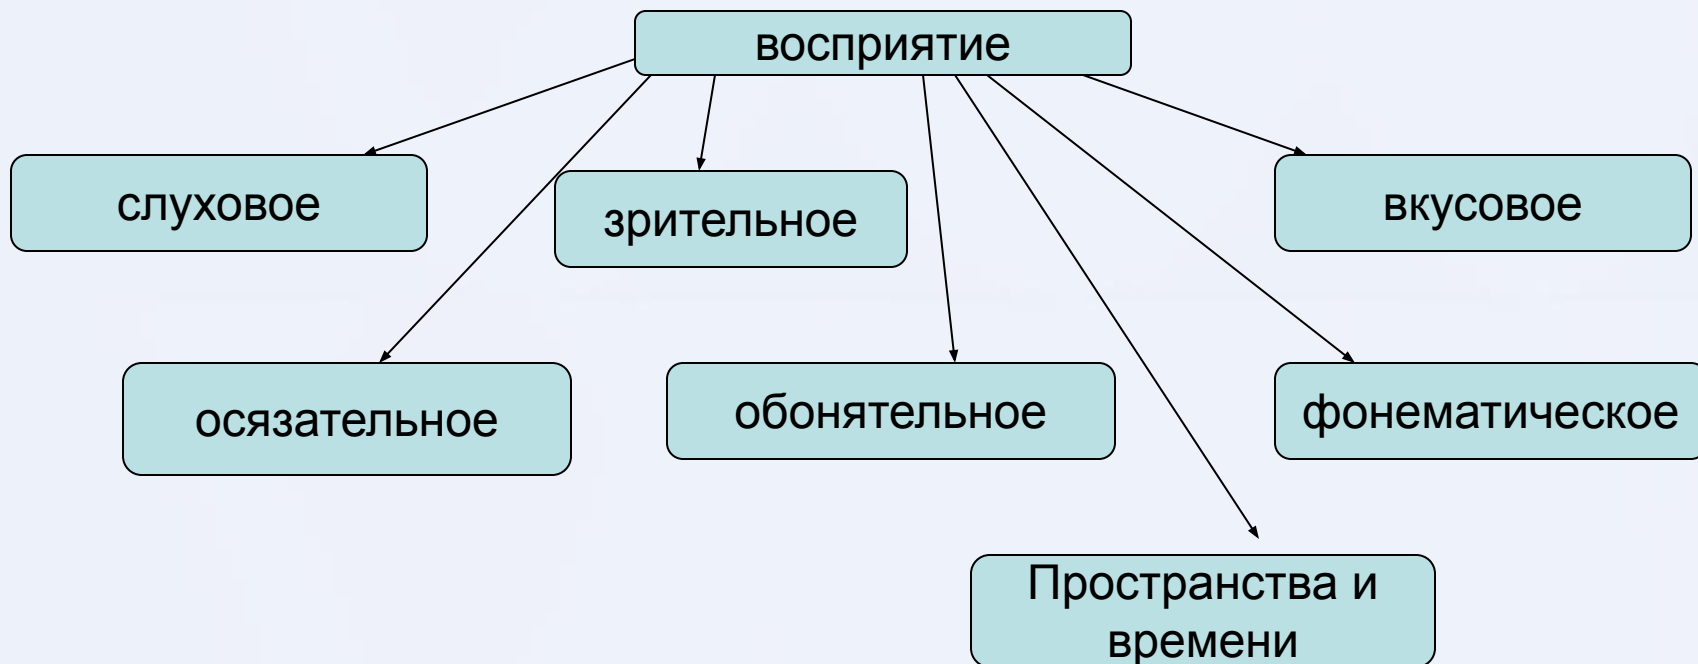 восприятие
слуховое
зрительное
вкусовое
осязательное
обонятельное
фонематическое
Пространства и
времени